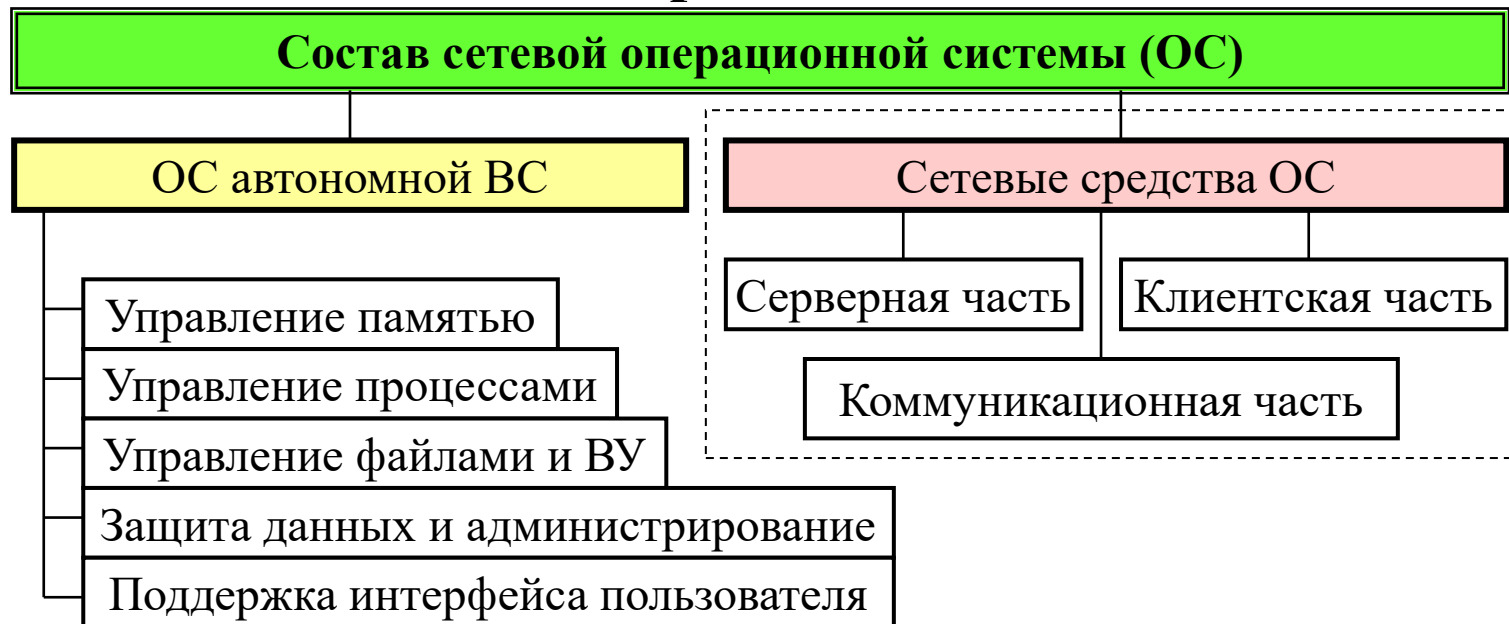 Состав сетевой операционной системы (ОС)
ОС автономной ВС
Сетевые средства ОС
Серверная часть
Клиентская часть
Коммуникационная часть
Управление памятью
Управление процессами
Управление файлами и ВУ
Защита данных и администрирование
Поддержка интерфейса пользователя